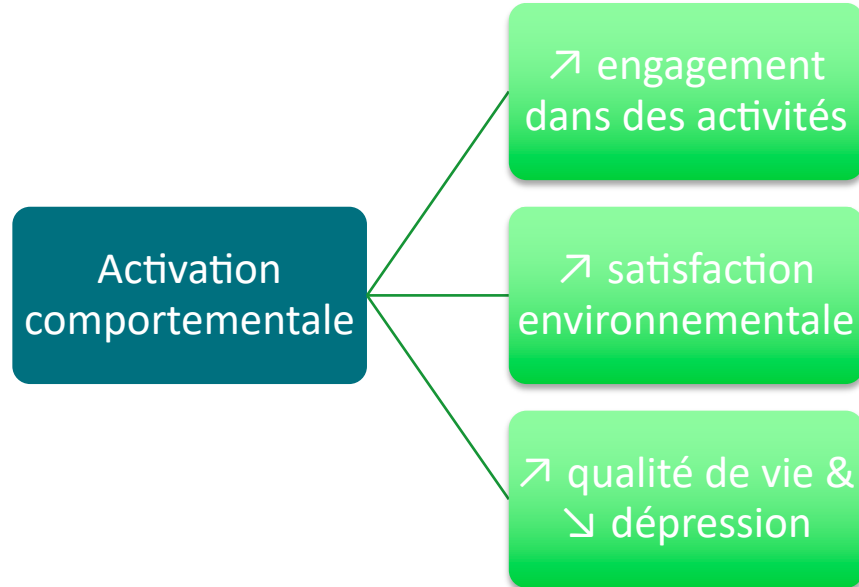 ↗ engagement
dans des activités
Activation
comportementale
↗ satisfaction
environnementale
↗ qualité de vie &
↘ dépression